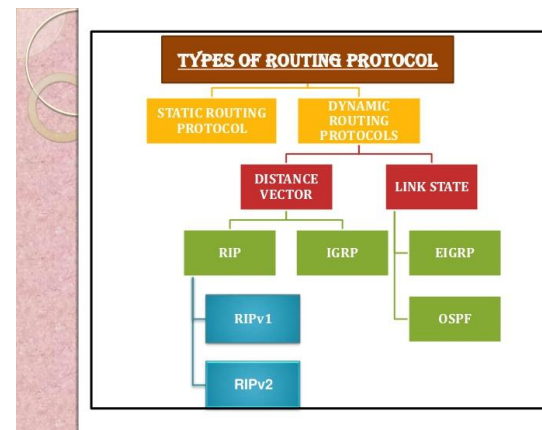 TYPES OF ROUTING PROTOCOL
STATIC ROUTING
PROTOCOL
DYNAMIC
ROUTING
PROTOCOLS
DISTANCE
VECTOR
LINK STATE
RIP
IGRP
EIGRP
RIPv1
OSPF
RIPv2